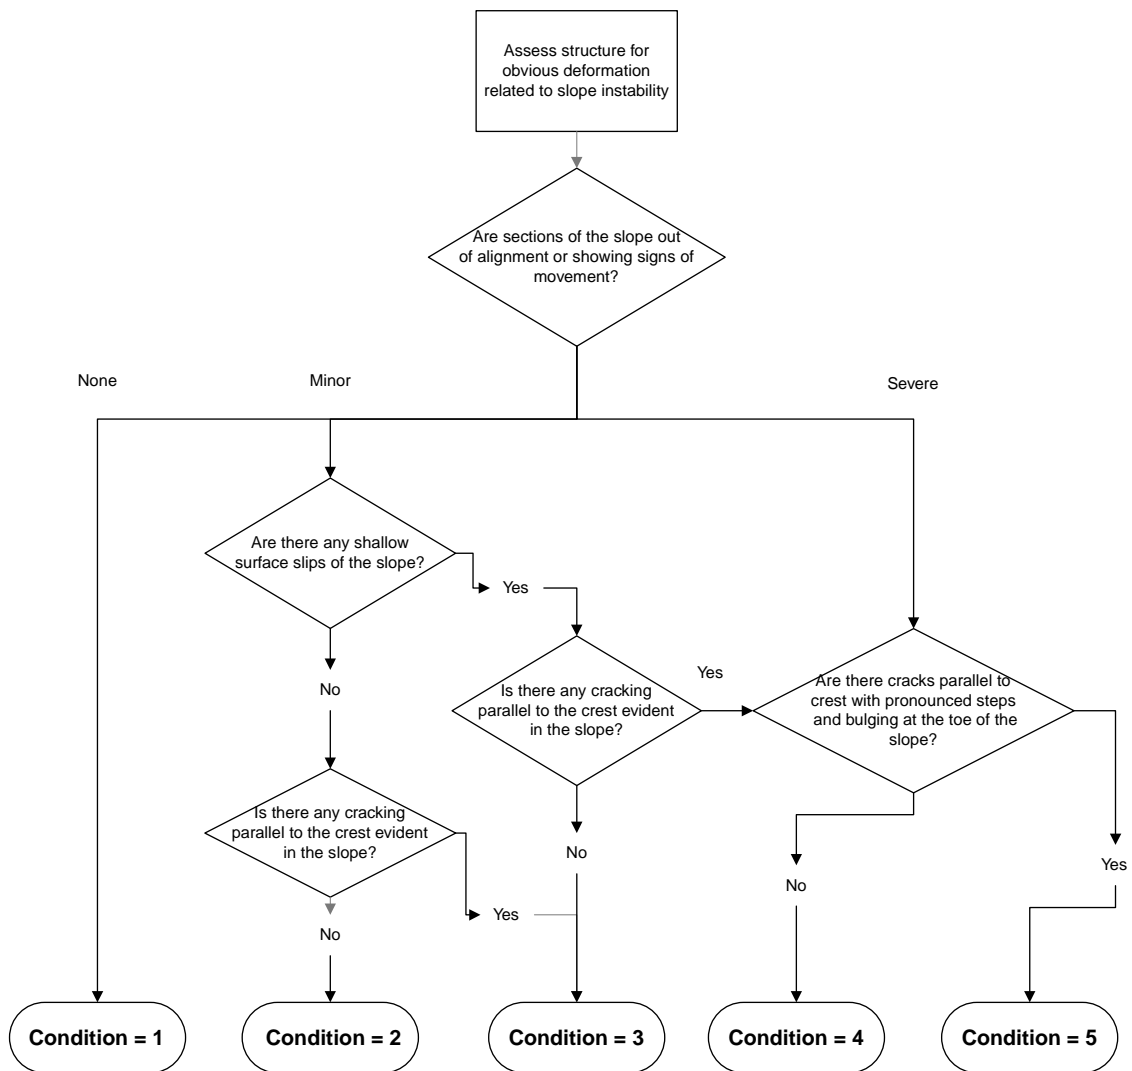 Assess structure for
obvious deformation
related to slope instability
Are sections of the slope out
of alignment or showing signs of
movement?
None
Minor
Severe
Are there any shallow
surface slips of the slope?
Yes
No
Is there any cracking
parallel to the crest evident
in the slope?
Yes
Are there cracks parallel to
crest with pronounced steps
and bulging at the toe of the
slope?
Is there any cracking
parallel to the crest evident
in the slope?
No
Yes
No
Yes
No
Condition = 1
Condition = 2
Condition = 3
Condition = 4
Condition = 5